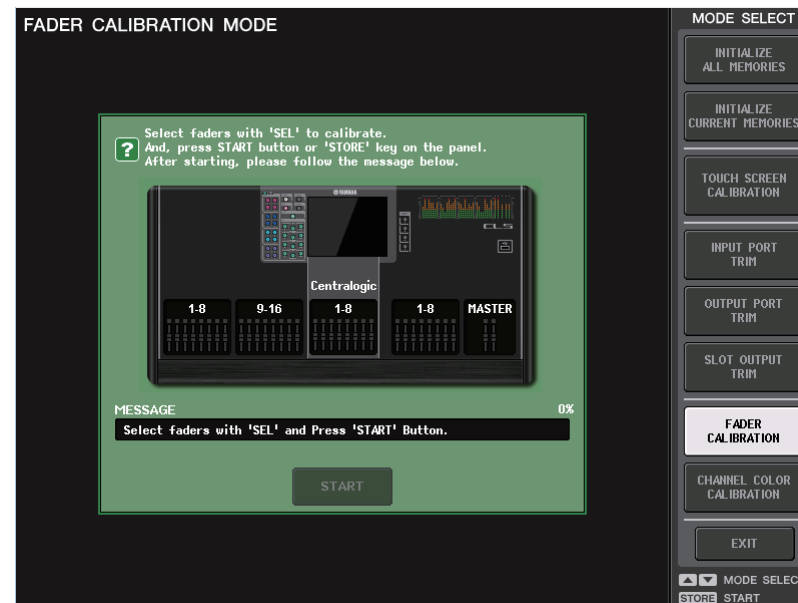 FADER CALIBRATION MODE
Select faders with 'SEL' to calibrate.
? And, press START button or 'STORE' key on the panel.
After starting, please follow the message below.
YAMAHA
CL5
Centralogic
1-8 9-16 1-8 1-8 MASTER
MESSAGE 0%
Select faders with 'SEL' and Press 'START' Button.
START
MODE SELECT
INITIALIZE
ALL MEMORIES
INITIALIZE
CURRENT MEMORIES
TOUCH SCREEN
CALIBRATION
INPUT PORT
TRIM
OUTPUT PORT
TRIM
SLOT OUTPUT
TRIM
FADER
CALIBRATION
CHANNEL COLOR
CALIBRATION
EXIT
MODE SELEC
STORE START